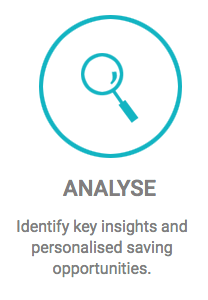 ANALYSE
Identify key insights and
personalised saving
opportunities.